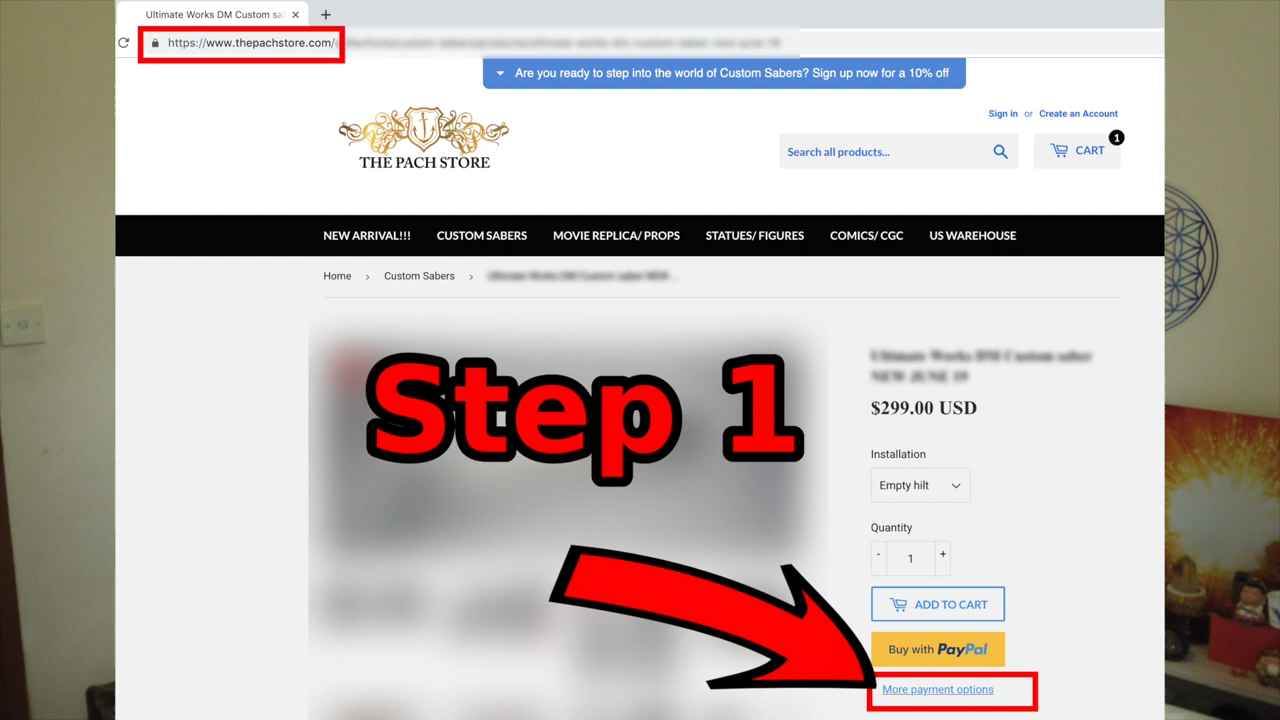 Ultimate Works DM Custom sa
https://www.thepachstore.com/
Are you ready to step into the world of Custom Sabers? Sign up now for a 10% off
Sign in or Create an Account
THE PACH STORE
Search all products...
CART
1
NEW ARRIVAL!!!
CUSTOM SABERS
MOVIE REPLICA/ PROPS
STATUES/ FIGURES
COMICS/ CGC
US WAREHOUSE
Home > Custom Sabers >
Step 1
$299.00 USD
Installation
Empty hilt
Quantity
- 1 +
ADD TO CART
Buy with PayPal
More payment options